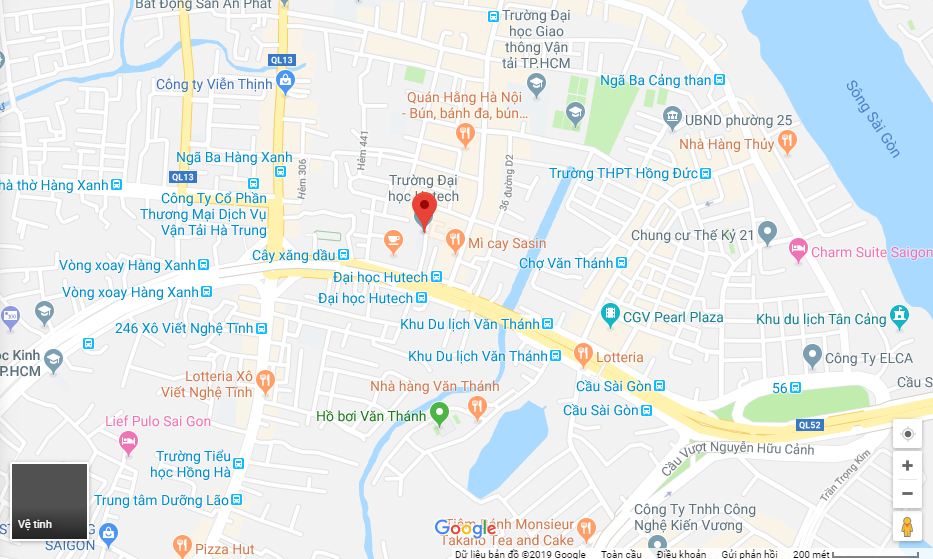 Bất Động Sản An Phát
Trường Đại
học Giao
thông Vận
tải TP.HCM
QL13
Công ty Viễn Thịnh
Ngã Ba Cảng than
Sông Sài Gòn
Quán Hằng Hà Nội
- Bún, bánh đa, bún...
UBND phường 25
Nhà Hàng Thúy
Hẻm 441
Ngã Ba Hàng Xanh
Hẻm 306
36 đường D2
QL13
Trường THPT Hồng Đức
hà thờ Hàng Xanh
Trường Đại
học Hutech
Công Ty Cổ Phần
Thương Mại Dịch Vụ
Vận Tải Hà Trung
Chung cư Thế Kỷ 21
Mì cay Sasin
Charm Suite Saigon
Cây xăng dầu
Vòng xoay Hàng Xanh
Chợ Văn Thánh
Đại học Hutech
Vòng xoay Hàng Xanh
Đại học Hutech
CGV Pearl Plaza
Khu du lịch Tân Cảng
246 Xô Viết Nghệ Tĩnh
Khu Du lịch Văn Thánh
ọc Kinh
P.HCM
Khu Du lịch Văn Thánh
Lotteria
Công Ty ELCA
Lotteria Xô
Viết Nghệ Tĩnh
Nhà hàng Văn Thánh
Cầu Sài Gòn
56
Cầu S
Hồ bơi Văn Thánh
Cầu Sài Gòn
Lief Pulo Sai Gon
QL52
Cầu Vượt Nguyễn Hữu Cảnh
Trường Tiểu
học Hồng Hà
Trần Trọng Kim
Trung tâm Dưỡng Lão
Vệ tinh
Công Ty Tnhh Công
Nghệ Kiến Vương
SAIGON
Google
Tiệm Bánh Monsieur
Takano Tea and Cake
Pizza Hut
Dữ liệu bản đồ ©2019 Google Toàn cầu Điều khoản Gửi phản hồi 200 mét